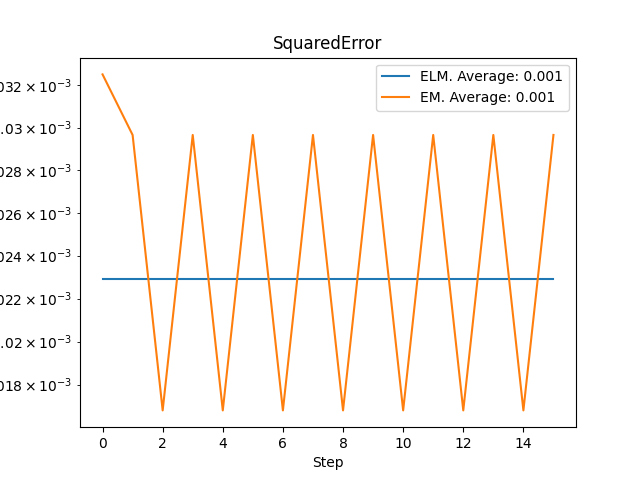 SquaredError
ELM. Average: 0.001
EM. Average: 0.001
032 × 10⁻³
.03 × 10⁻³
028 × 10⁻³
026 × 10⁻³
024 × 10⁻³
022 × 10⁻³
.02 × 10⁻³
018 × 10⁻³
0 2 4 6 8 10 12 14
Step